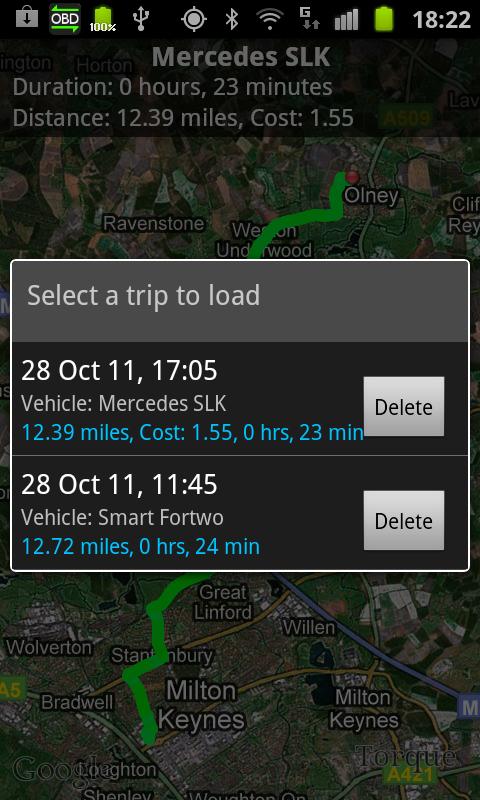 OBD
100%
G
18:22
Mercedes SLK
Duration: 0 hours, 23 minutes
Distance: 12.39 miles, Cost: 1.55
ington
Horton
Lav
A509
Olney
Clif
Rey
Ravenstone
Weston
Underwood
M
Select a trip to load
28 Oct 11, 17:05
Vehicle: Mercedes SLK
12.39 miles, Cost: 1.55, 0 hrs, 23 min
Delete
28 Oct 11, 11:45
Vehicle: Smart Fortwo
12.72 miles, 0 hrs, 24 min
Delete
Great
Linford
Willen
Wolverton
Stantonbury
A5
Bradwell
Milton
Keynes
Milton
Keynes
M
Torque
Google
Loughton
A421
Shenley
Woughton On